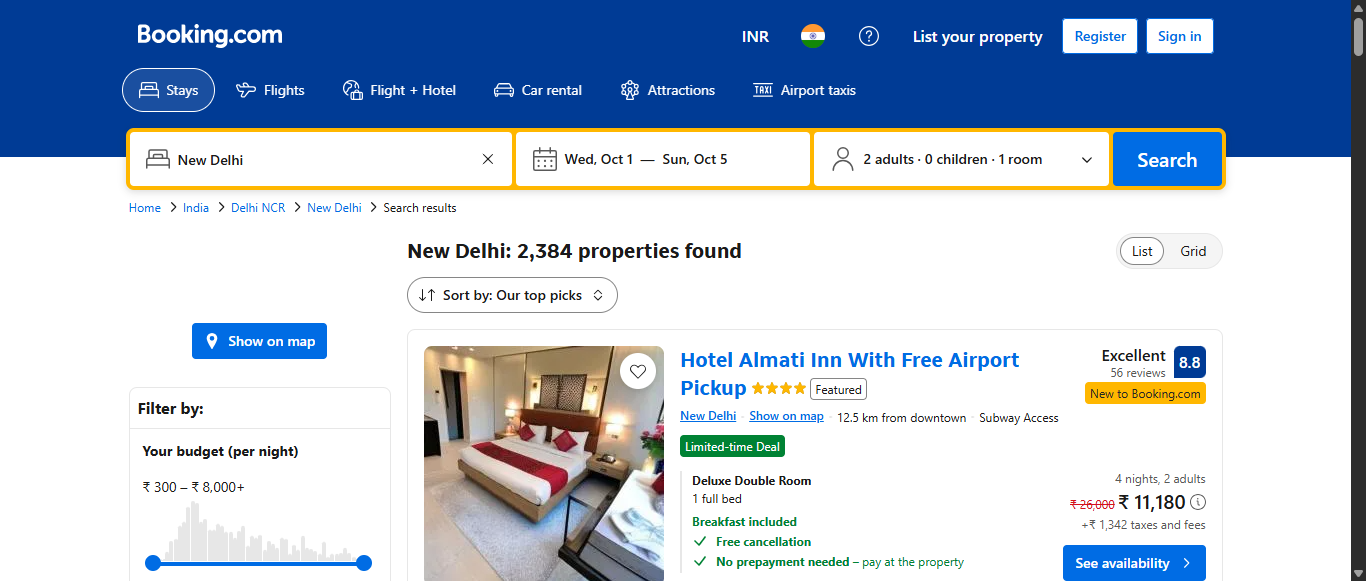 Booking.com
INR
List your property
Register
Sign in
Stays
Flights
Flight + Hotel
Car rental
Attractions
TAXI Airport taxis
New Delhi
Wed, Oct 1 — Sun, Oct 5
2 adults · 0 children · 1 room
Search
Home > India > Delhi NCR > New Delhi > Search results
New Delhi: 2,384 properties found
List
Grid
Sort by: Our top picks
Show on map
Filter by:
Your budget (per night)
₹ 300 – ₹ 8,000+
Hotel Almati Inn With Free Airport
Pickup
Featured
New Delhi · Show on map · 12.5 km from downtown · Subway Access
Limited-time Deal
Deluxe Double Room
1 full bed
Breakfast included
Free cancellation
No prepayment needed – pay at the property
Excellent
56 reviews
8.8
New to Booking.com
4 nights, 2 adults
₹ 26,000 ₹ 11,180
+₹ 1,342 taxes and fees
See availability